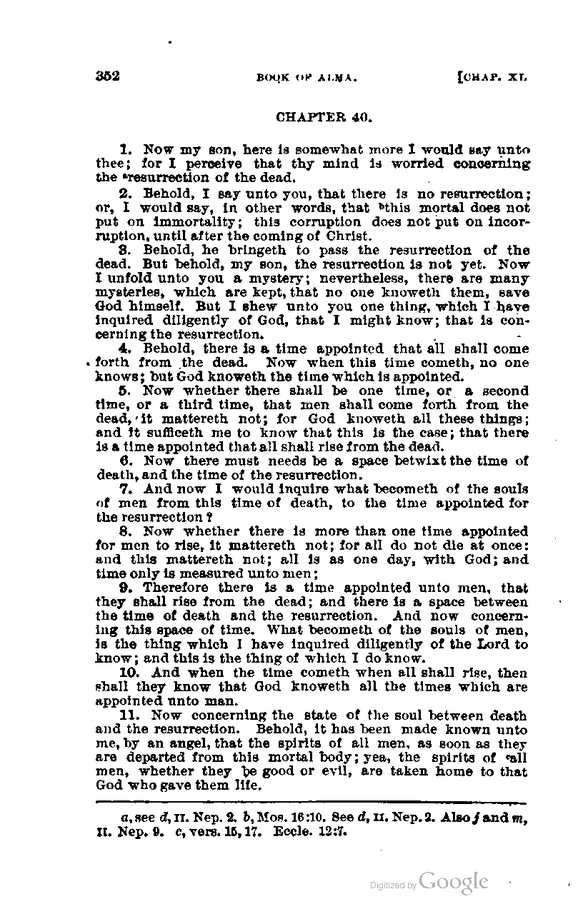 352 BOOK OF ALMA. [CHAP. XL
CHAPTER 40.
1. Now my son, here is somewhat more I would say unto
thee; for I perceive that thy mind is worried concerning
the ᵃresurrection of the dead.
2. Behold, I say unto you, that there is no resurrection;
or, I would say, in other words, that ᵇthis mortal does not
put on immortality; this corruption does not put on incor-
ruption, until after the coming of Christ.
3. Behold, he bringeth to pass the resurrection of the
dead. But behold, my son, the resurrection is not yet. Now
I unfold unto you a mystery; nevertheless, there are many
mysteries, which are kept, that no one knoweth them, save
God himself. But I shew unto you one thing, which I have
inquired diligently of God, that I might know; that is con-
cerning the resurrection.
4. Behold, there is a time appointed that all shall come
forth from the dead. Now when this time cometh, no one
knows; but God knoweth the time which is appointed.
5. Now whether there shall be one time, or a second
time, or a third time, that men shall come forth from the
dead, it mattereth not; for God knoweth all these things;
and it sufficeth me to know that this is the case; that there
is a time appointed that all shall rise from the dead.
6. Now there must needs be a space betwixt the time of
death, and the time of the resurrection.
7. And now I would inquire what becometh of the souls
of men from this time of death, to the time appointed for
the resurrection?
8. Now whether there is more than one time appointed
for men to rise, it mattereth not; for all do not die at once:
and this mattereth not; all is as one day, with God; and
time only is measured unto men;
9. Therefore there is a time appointed unto men, that
they shall rise from the dead; and there is a space between
the time of death and the resurrection. And now concern-
ing this space of time. What becometh of the souls of men,
is the thing which I have inquired diligently of the Lord to
know; and this is the thing of which I do know.
10. And when the time cometh when all shall rise, then
shall they know that God knoweth all the times which are
appointed unto man.
11. Now concerning the state of the soul between death
and the resurrection. Behold, it has been made known unto
me, by an angel, that the spirits of all men, as soon as they
are departed from this mortal body; yea, the spirits of ᶜall
men, whether they be good or evil, are taken home to that
God who gave them life.
a, see d, II. Nep. 2. b, Mos. 16:10. See d, II. Nep. 2. Also j and m,
II. Nep. 9. c, vers. 15, 17. Eccle. 12:7.
Digitized by Google